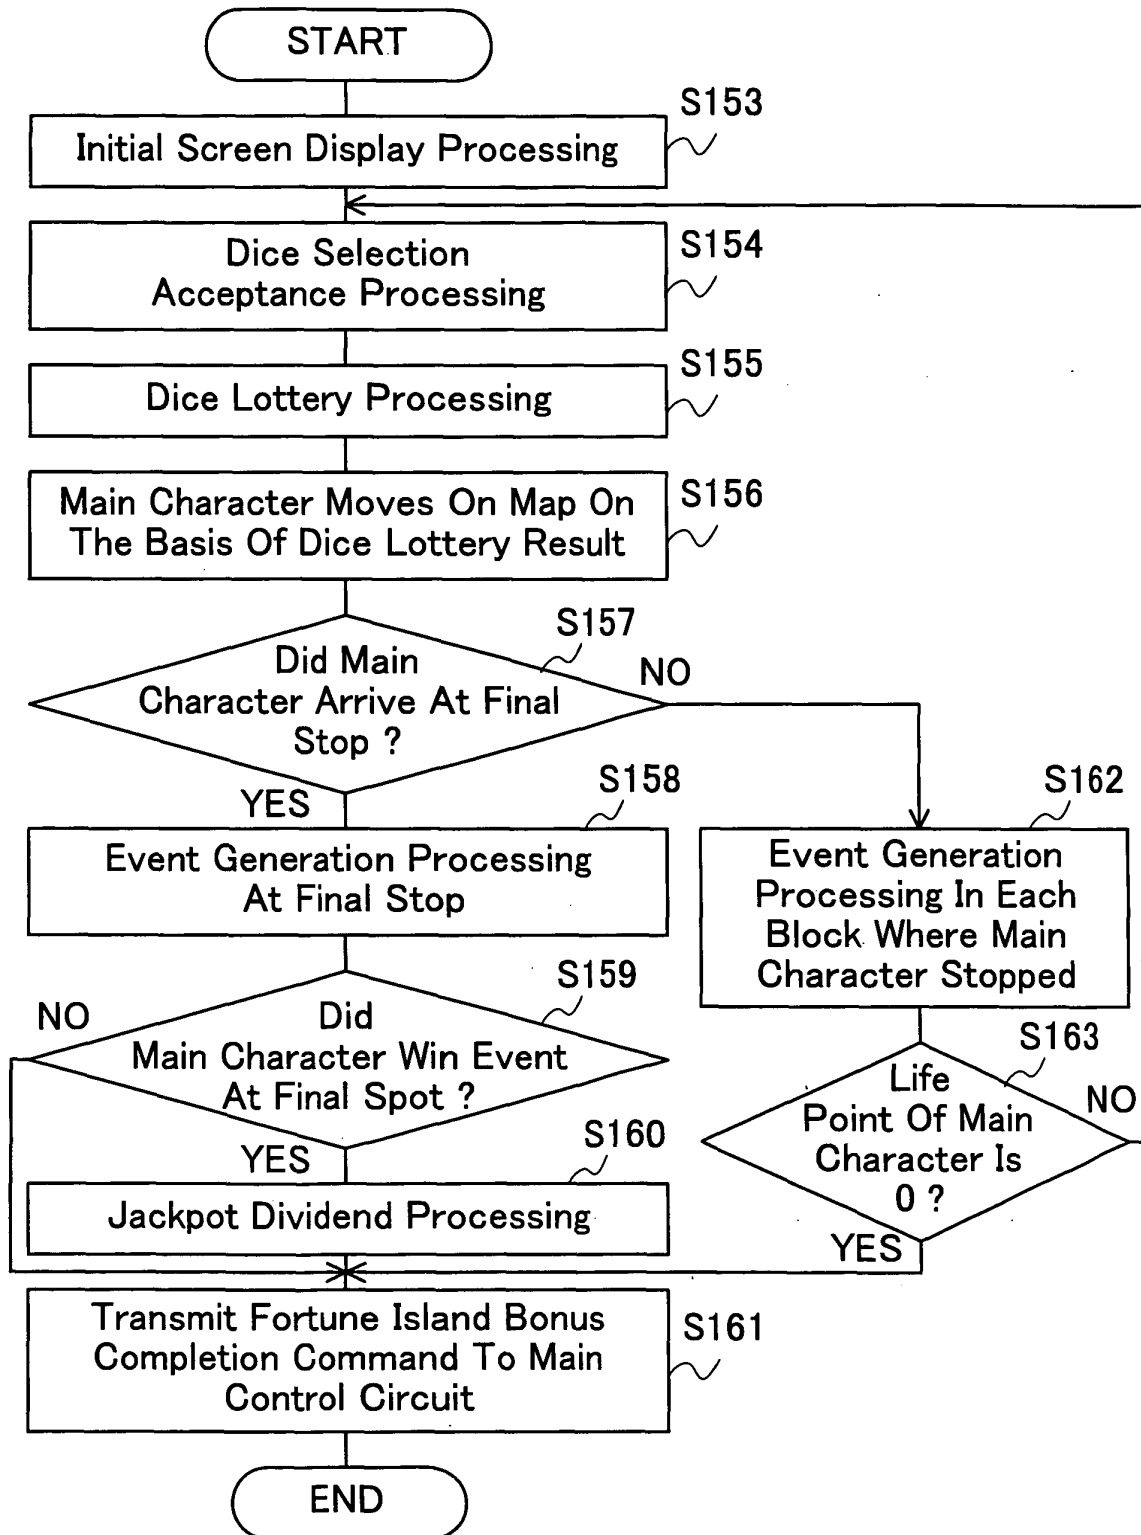 START
S153
Initial Screen Display Processing
S154
Dice Selection
Acceptance Processing
S155
Dice Lottery Processing
S156
Main Character Moves On Map On
The Basis Of Dice Lottery Result
S157
Did Main
Character Arrive At Final
Stop ?
NO
YES
S158
Event Generation Processing
At Final Stop
S162
Event Generation
Processing In Each
Block Where Main
Character Stopped
S159
NO
Did
Main Character Win Event
At Final Spot ?
YES
S163
Life
Point Of Main
Character Is
0 ?
NO
YES
S160
Jackpot Dividend Processing
S161
Transmit Fortune Island Bonus
Completion Command To Main
Control Circuit
END